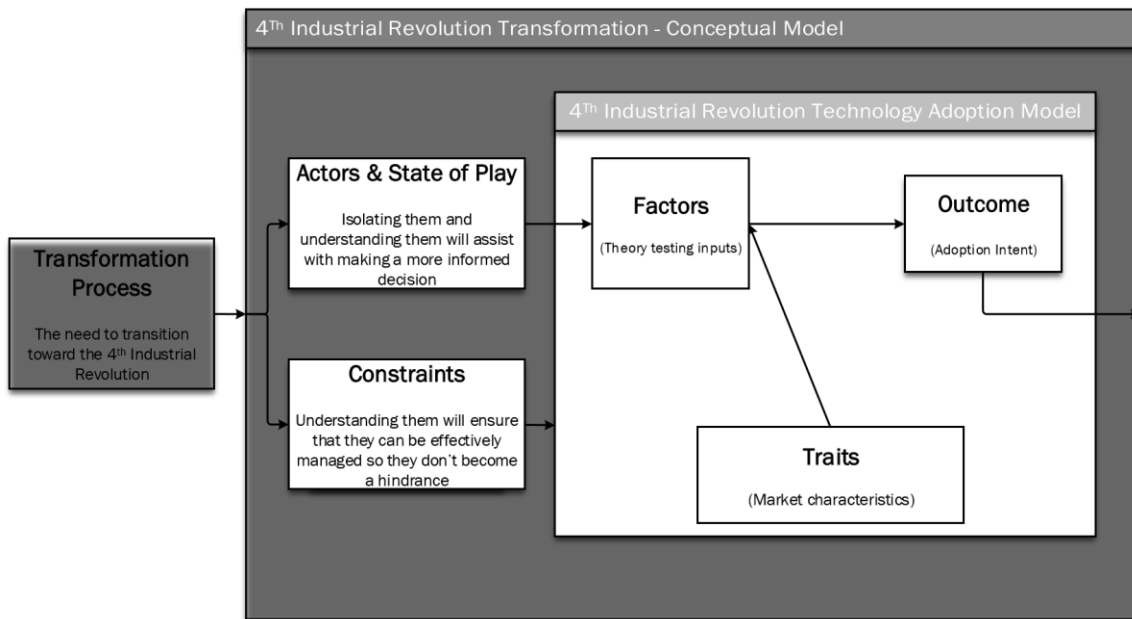 4Th Industrial Revolution Transformation - Conceptual Model
4Th Industrial Revolution Technology Adoption Model
Transformation
Process
The need to transition
toward the 4th Industrial
Revolution
Actors & State of Play
Isolating them and
understanding them will assist
with making a more informed
decision
Constraints
Understanding them will ensure
that they can be effectively
managed so they don't become
a hindrance
Factors
(Theory testing inputs)
Outcome
(Adoption Intent)
Traits
(Market characteristics)